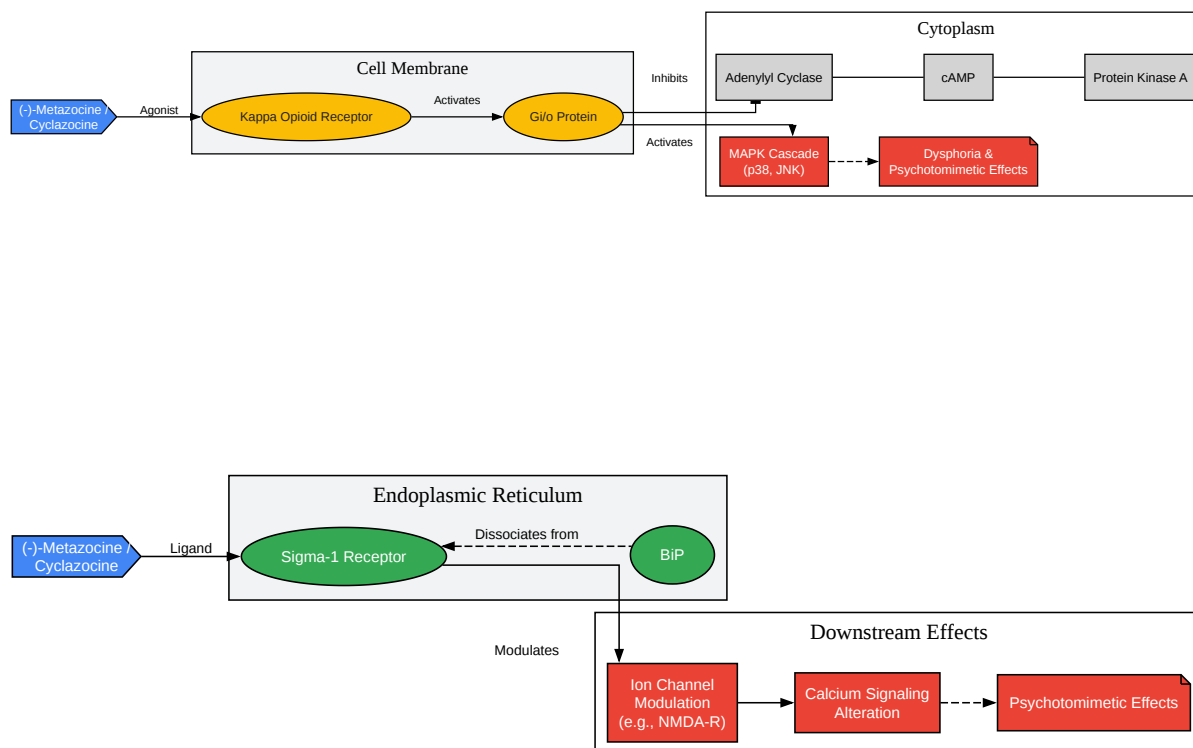 Cytoplasm
Cell Membrane
Inhibits
Adenylyl Cyclase
cAMP
Protein Kinase A
(-)-Metazocine /
Cyclazocine
Agonist
Kappa Opioid Receptor
Activates
Gi/o Protein
Activates
MAPK Cascade
(p38, JNK)
Dysphoria &
Psychotomimetic Effects
Endoplasmic Reticulum
(-)-Metazocine /
Cyclazocine
Ligand
Sigma-1 Receptor
Dissociates from
BiP
Modulates
Downstream Effects
Ion Channel
Modulation
(e.g., NMDA-R)
Calcium Signaling
Alteration
Psychotomimetic Effects